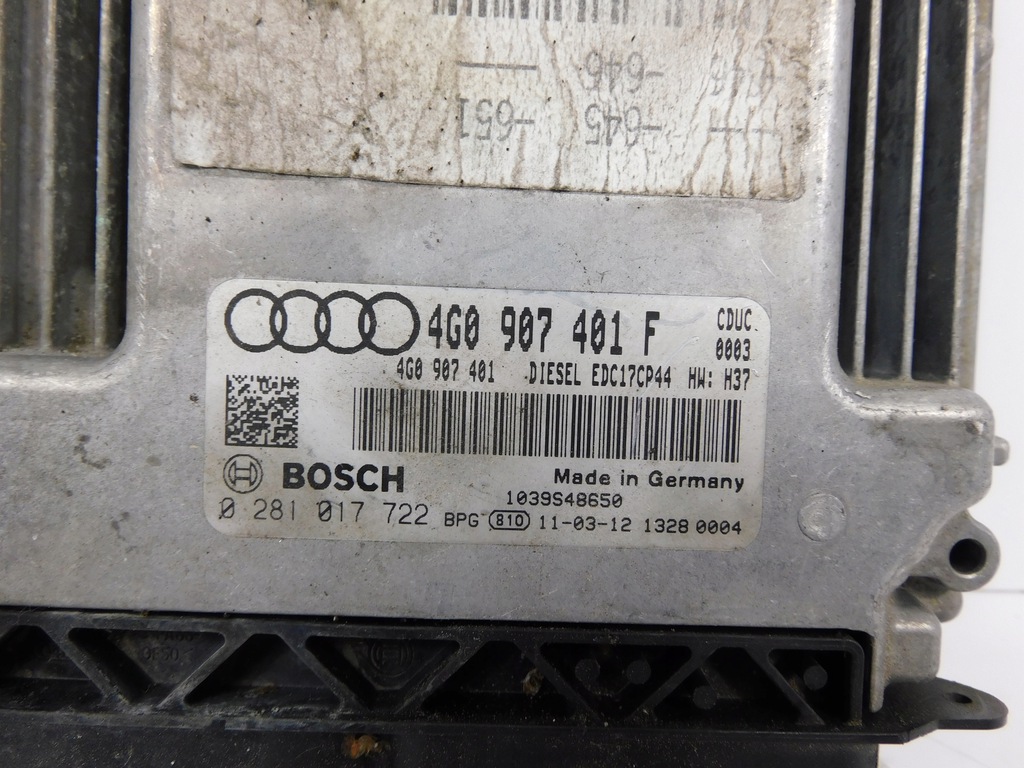 -646 -646
-651 -645
4G0 907 401 F CDUC
0003
4G0 907 401 DIESEL EDC17CP44 HW: H37
BOSCH Made in Germany
1039S48650
0 281 017 722 BPG 810 11-03-12 1328 0004